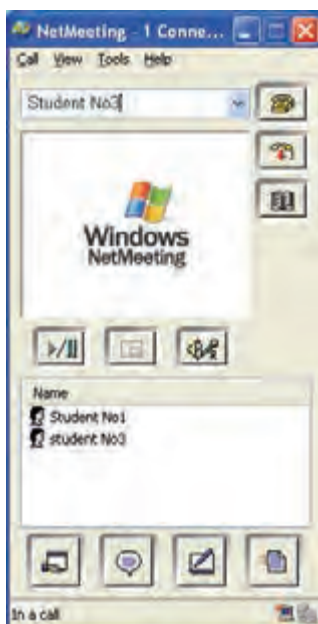 NetMeeting - 1 Conne...
Call View Tools Help
Student No3
Windows
NetMeeting
Name
Student No1
student No3
In a call